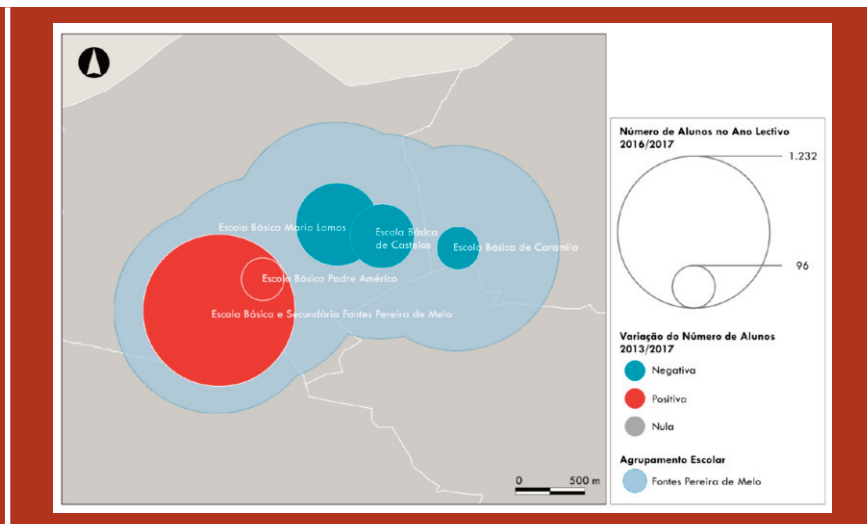 Escola Básica Maria Lamas
Escola Básica
de Castelos
Escola Básica de Caramila
Escola Básica Padre Américo
Escola Básica e Secundária Fontes Pereira de Melo
0 500 m
Número de Alunos no Ano Lectivo
2016/2017
1.232
96
Variação do Número de Alunos
2013/2017
Negativa
Positiva
Nula
Agrupamento Escolar
Fontes Pereira de Melo